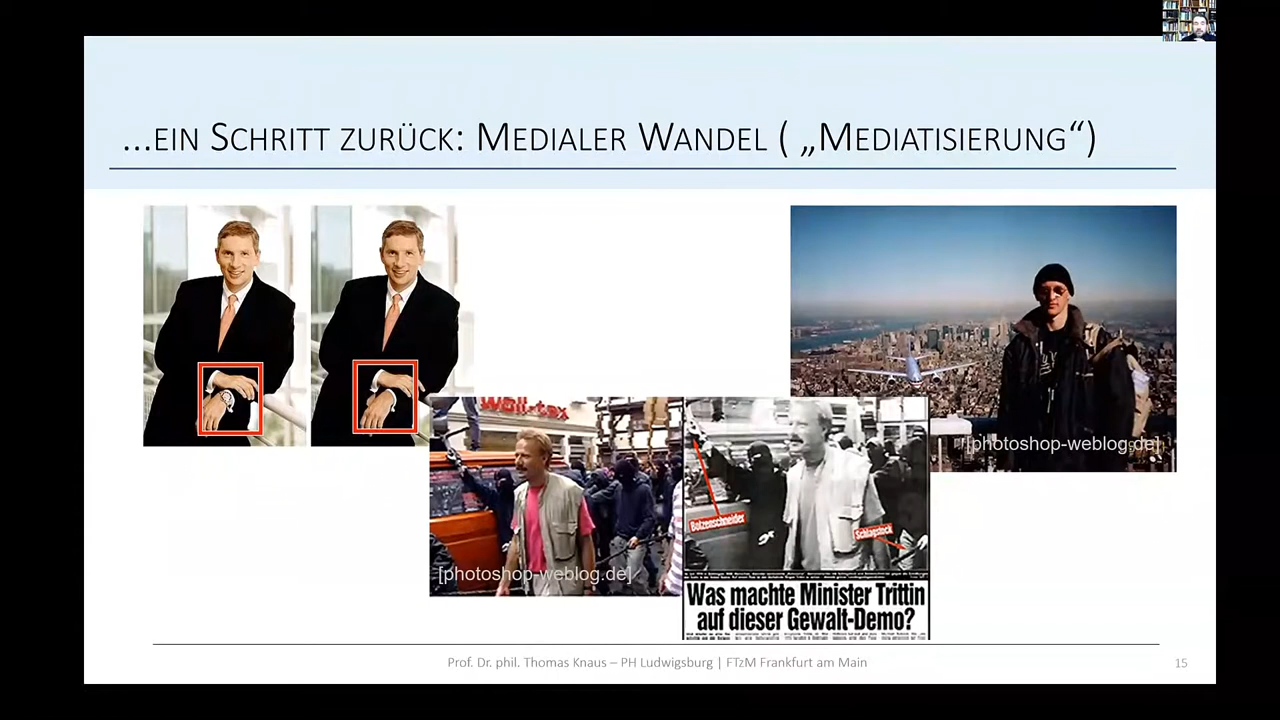 ...EIN SCHRITT ZURÜCK: MEDIALER WANDEL ( „MEDIATISIERUNG“)
[photoshop-weblog.de]
[photoshop-weblog.de]
Bolzenschneider
Schlagstock
Was machte Minister Trittin
auf dieser Gewalt-Demo?
Prof. Dr. phil. Thomas Knaus – PH Ludwigsburg | FTzM Frankfurt am Main
15